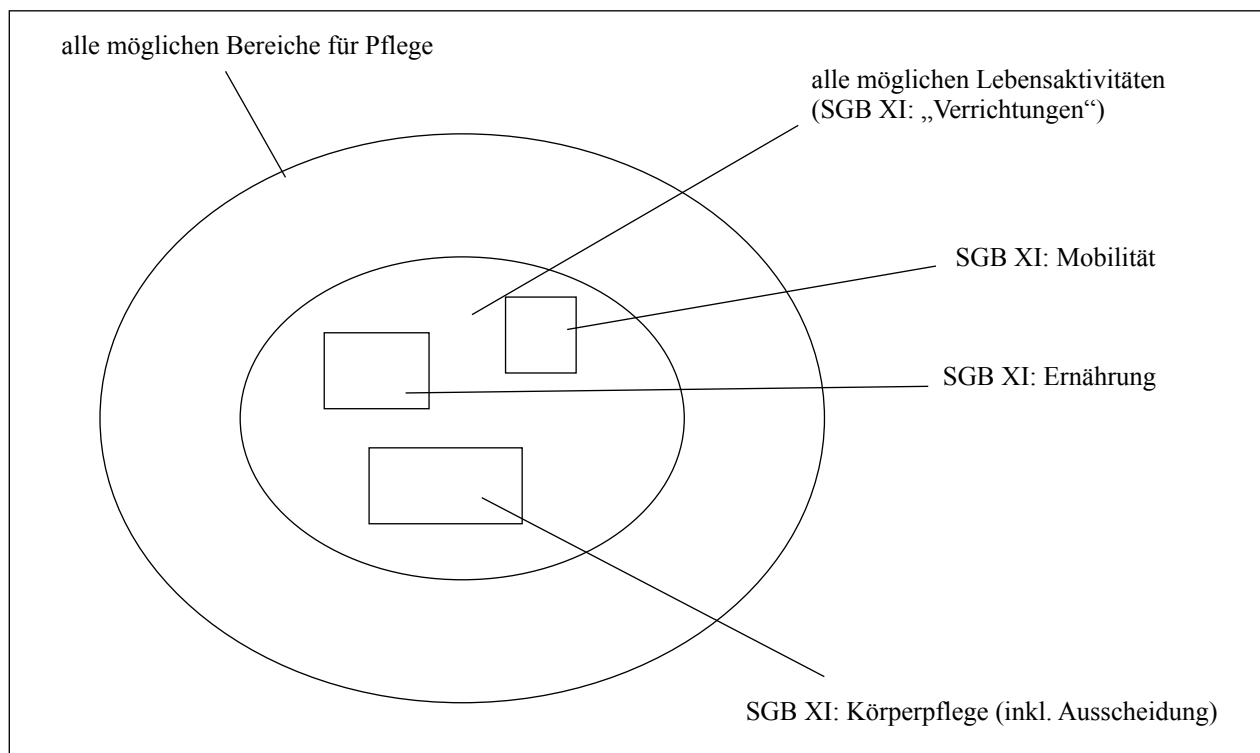 alle möglichen Bereiche für Pflege
alle möglichen Lebensaktivitäten
(SGB XI: „Verrichtungen“)
SGB XI: Mobilität
SGB XI: Ernährung
SGB XI: Körperpflege (inkl. Ausscheidung)